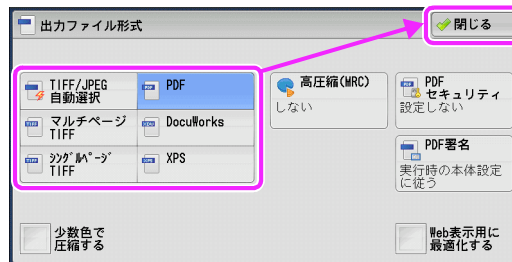 出力ファイル形式
閉じる
TIFF/JPEG
自動選択
PDF
マルチページ
TIFF
DocuWorks
シングルページ
TIFF
XPS
高圧縮(MRC)
しない
PDF
セキュリティ
設定しない
PDF署名
実行時の本体設定
に従う
少数色で
圧縮する
Web表示用に
最適化する